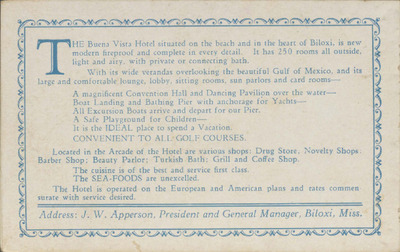 THE Buena Vista Hotel situated on the beach and in the heart of Biloxi, is new
modern fireproof and complete in every detail. It has 250 rooms all outside,
light and airy, with private or connecting bath.
With its wide verandas overlooking the beautiful Gulf of Mexico, and its
large and comfortable lounge, lobby, sitting rooms, sun parlors and card rooms—
A magnificent Convention Hall and Dancing Pavilion over the water—
Boat Landing and Bathing Pier with anchorage for Yachts—
All Excursion Boats arrive and depart for our Pier.
A Safe Playground for Children—
It is the IDEAL place to spend a Vacation.
CONVENIENT TO ALL GOLF COURSES.
Located in the Arcade of the Hotel are various shops: Drug Store, Novelty Shops,
Barber Shop; Beauty Parlor; Turkish Bath; Grill and Coffee Shop.
The cuisine is of the best and service first class.
The SEA-FOODS are unexcelled.
The Hotel is operated on the European and American plans and rates commen
surate with service desired.
Address: J. W. Apperson, President and General Manager, Biloxi, Miss.